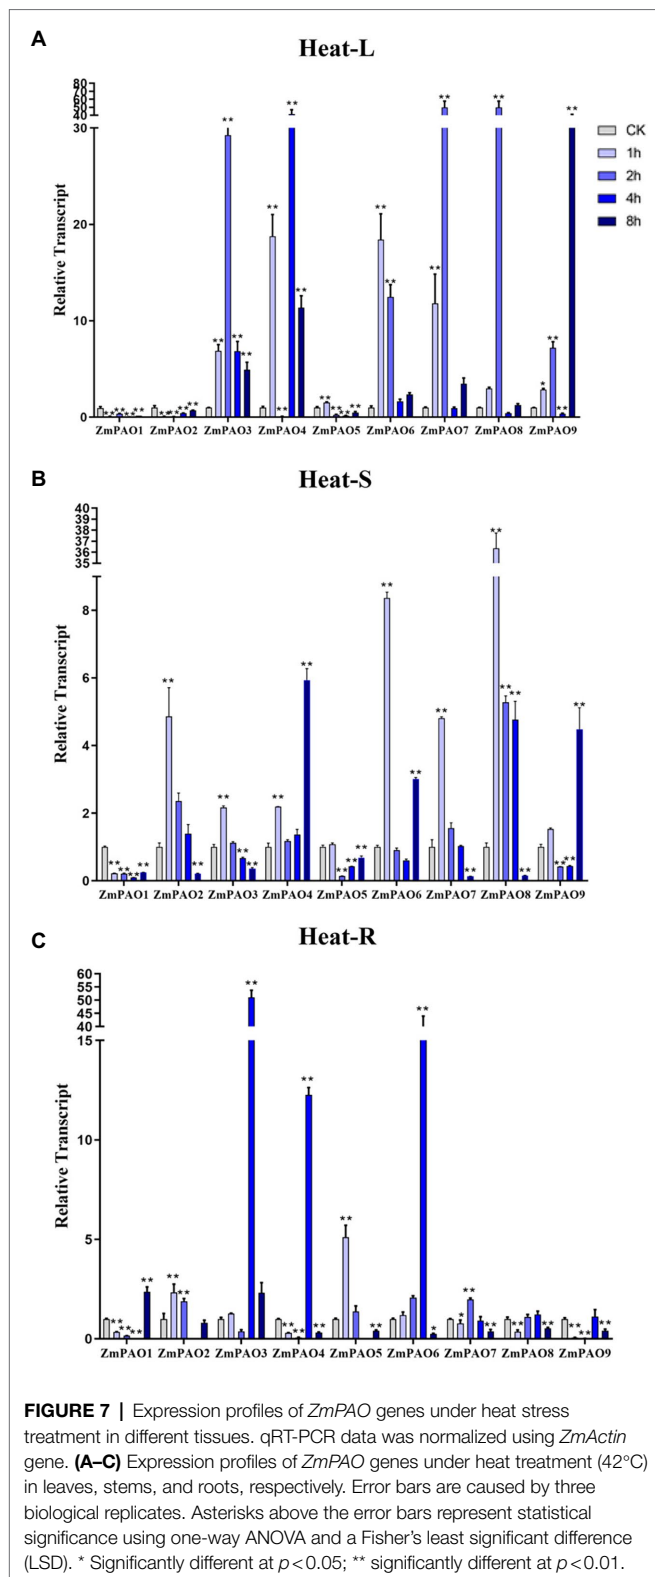 A
Heat-L
80
70
60
50
40
30
20
10
0
Relative Transcript
CK
1h
2h
4h
8h
ZmPAO1 ZmPAO2 ZmPAO3 ZmPAO4 ZmPAO5 ZmPAO6 ZmPAO7 ZmPAO8 ZmPAO9
B
Heat-S
40
39
38
37
36
35
8
6
4
2
0
Relative Transcript
ZmPAO1 ZmPAO2 ZmPAO3 ZmPAO4 ZmPAO5 ZmPAO6 ZmPAO7 ZmPAO8 ZmPAO9
C
Heat-R
60
55
50
45
40
15
10
5
0
Relative Transcript
ZmPAO1 ZmPAO2 ZmPAO3 ZmPAO4 ZmPAO5 ZmPAO6 ZmPAO7 ZmPAO8 ZmPAO9
FIGURE 7 | Expression profiles of ZmPAO genes under heat stress
treatment in different tissues. qRT-PCR data was normalized using ZmActin
gene. (A–C) Expression profiles of ZmPAO genes under heat treatment (42°C)
in leaves, stems, and roots, respectively. Error bars are caused by three
biological replicates. Asterisks above the error bars represent statistical
significance using one-way ANOVA and a Fisher's least significant difference
(LSD). * Significantly different at p < 0.05; ** significantly different at p < 0.01.